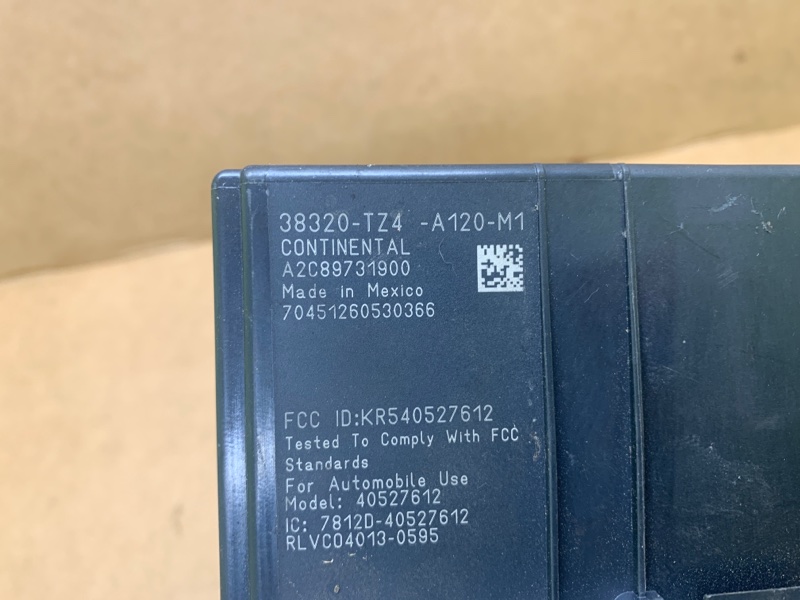 38320-TZ4 -A120-M1
CONTINENTAL
A2C89731900
Made in Mexico
70451260530366
FCC ID:KR540527612
Tested To Comply With FCC
Standards
For Automobile Use
Model: 40527612
IC: 7812D-40527612
RLVCO4013-0595